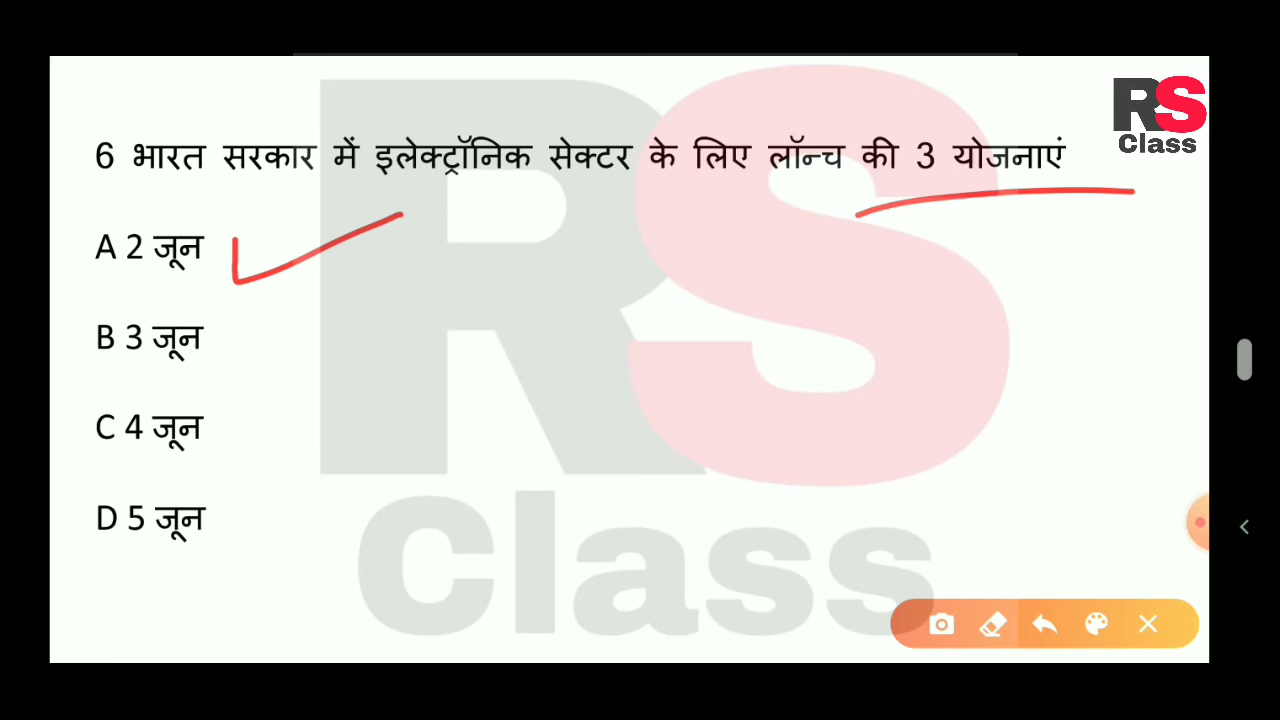 RS
Class
6 भारत सरकार में इलेक्ट्रॉनिक सेक्टर के लिए लॉन्च की 3 योजनाएं
A 2 जून
B 3 जून
C 4 जून
D 5 जून
RS
Class